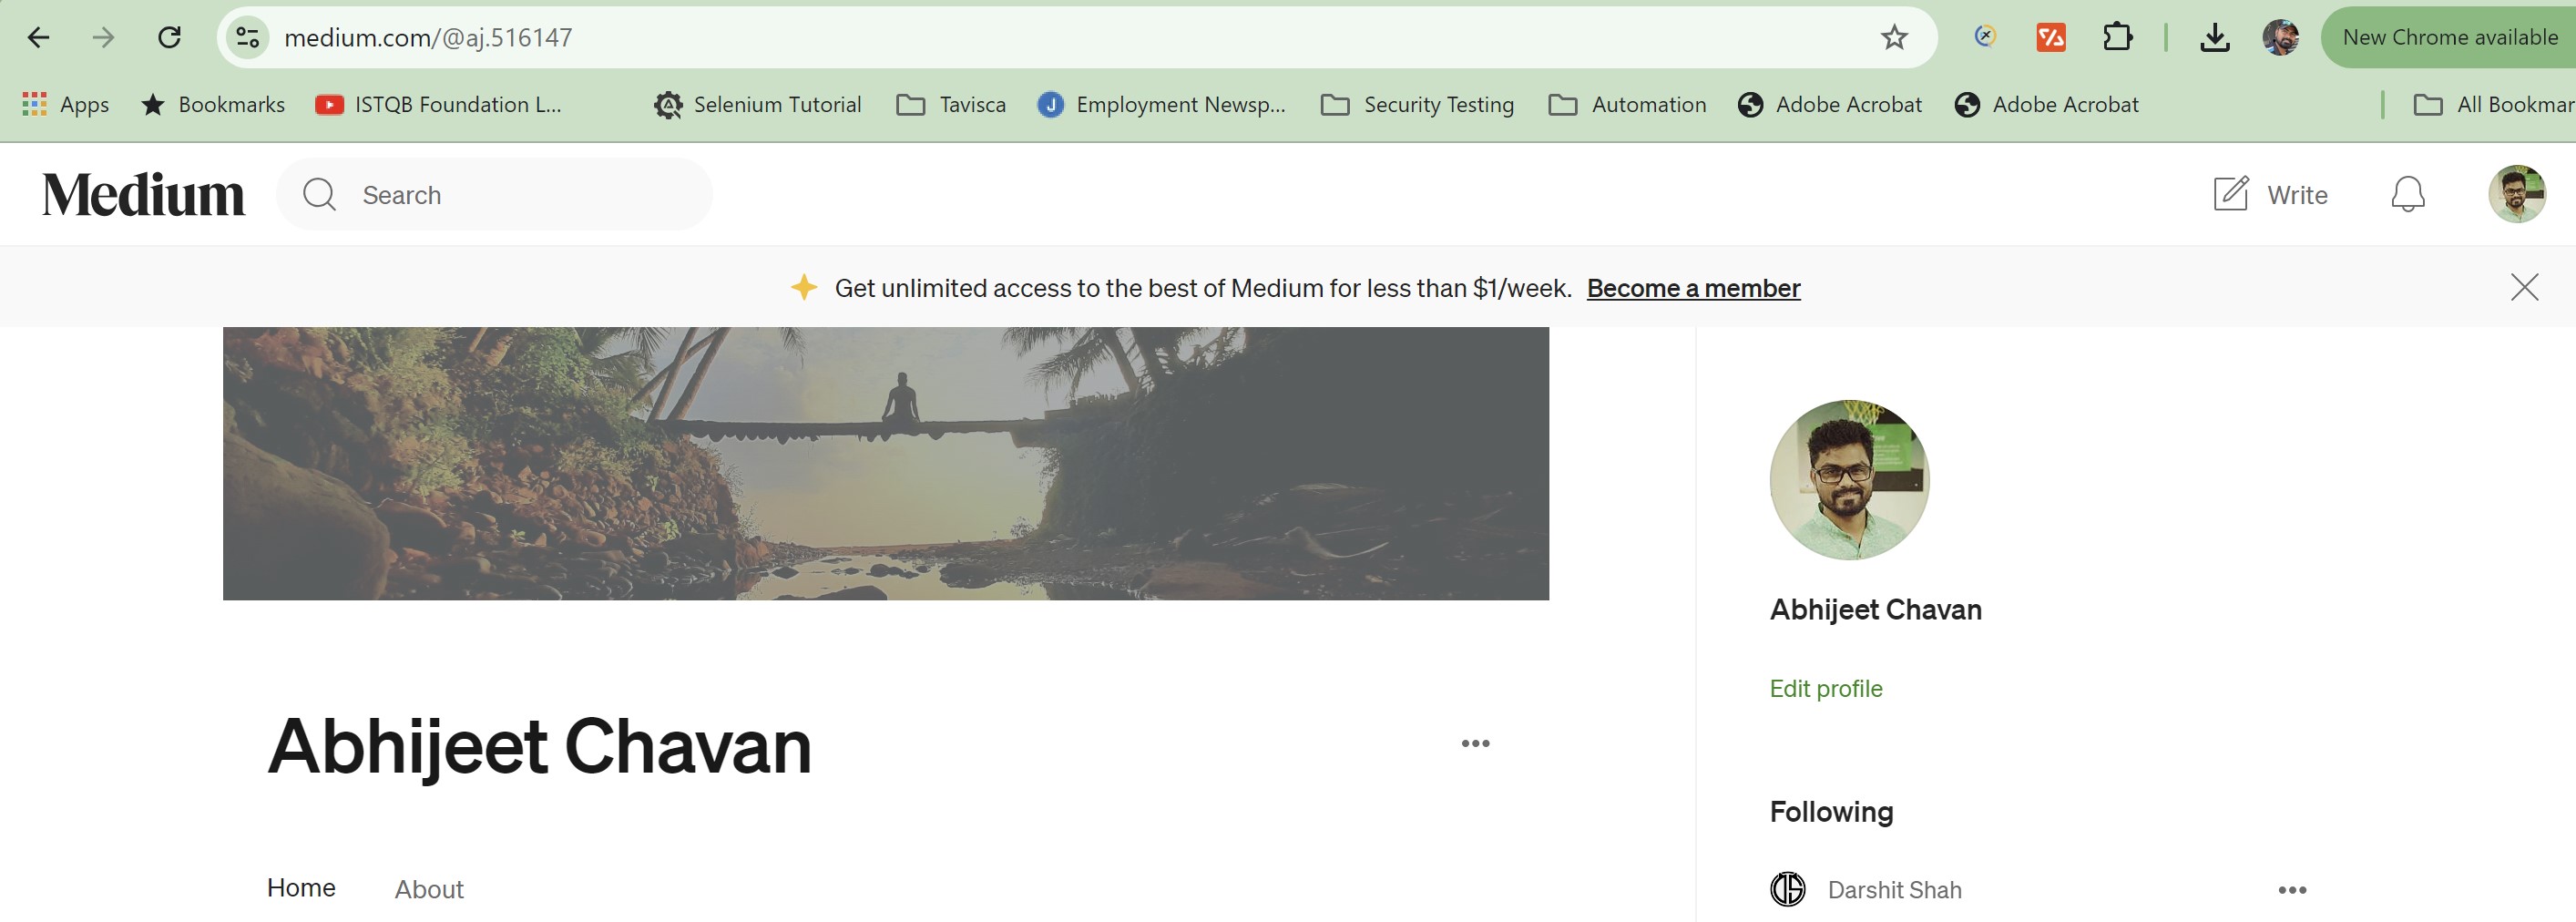 medium.com/@aj.516147
New Chrome available
Apps Bookmarks ISTQB Foundation L... Selenium Tutorial Tavisca Employment Newsp... Security Testing Automation Adobe Acrobat Adobe Acrobat All Bookmar
Medium Search Write
Get unlimited access to the best of Medium for less than $1/week. Become a member
Abhijeet Chavan
Edit profile
Abhijeet Chavan
Following
Home About
Darshit Shah